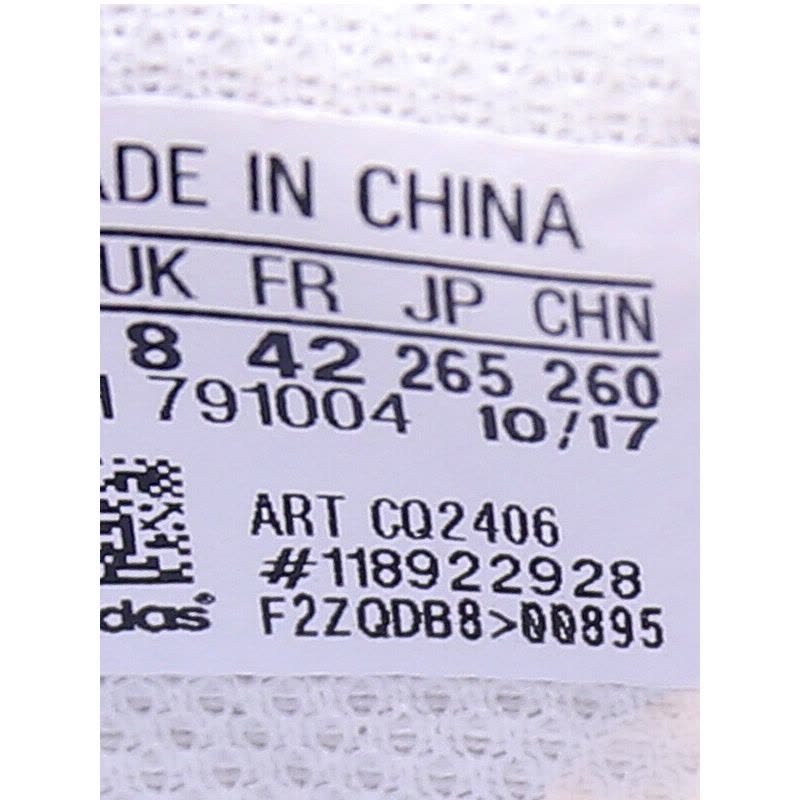 ADE IN CHINA
UK FR JP CHN
8 42 265 260
791004 10/17
ART CQ2406
#118922928
das®
F2ZQDB8>00895